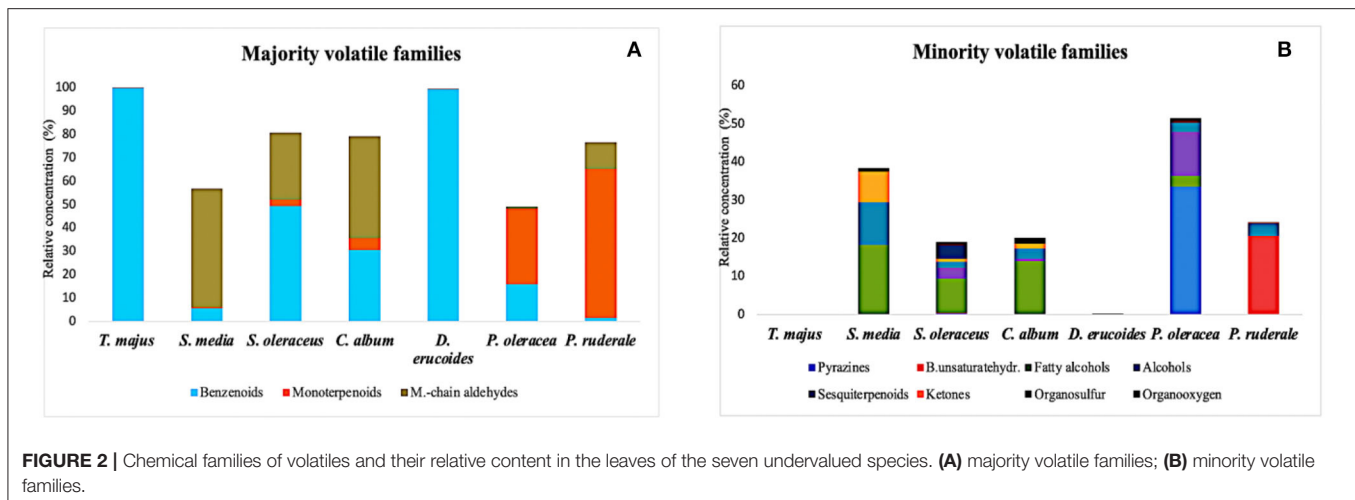 Majority volatile families
A
Relative concentration (%)
100
90
80
70
60
50
40
30
20
10
0
T. majus S. media S. oleraceus C. album D. erucoides P. oleracea P. ruderale
Benzenoids Monoterpenoids M.-chain aldehydes
Minority volatile families
B
Relative concentration (%)
60
50
40
30
20
10
0
T. majus S. media S. oleraceus C. album D. erucoides P. oleracea P. ruderale
Pyrazines B.unsaturatehydr. Fatty alcohols Alcohols
Sesquiterpenoids Ketones Organosulfur Organooxygen
FIGURE 2 | Chemical families of volatiles and their relative content in the leaves of the seven undervalued species. (A) majority volatile families; (B) minority volatile
families.